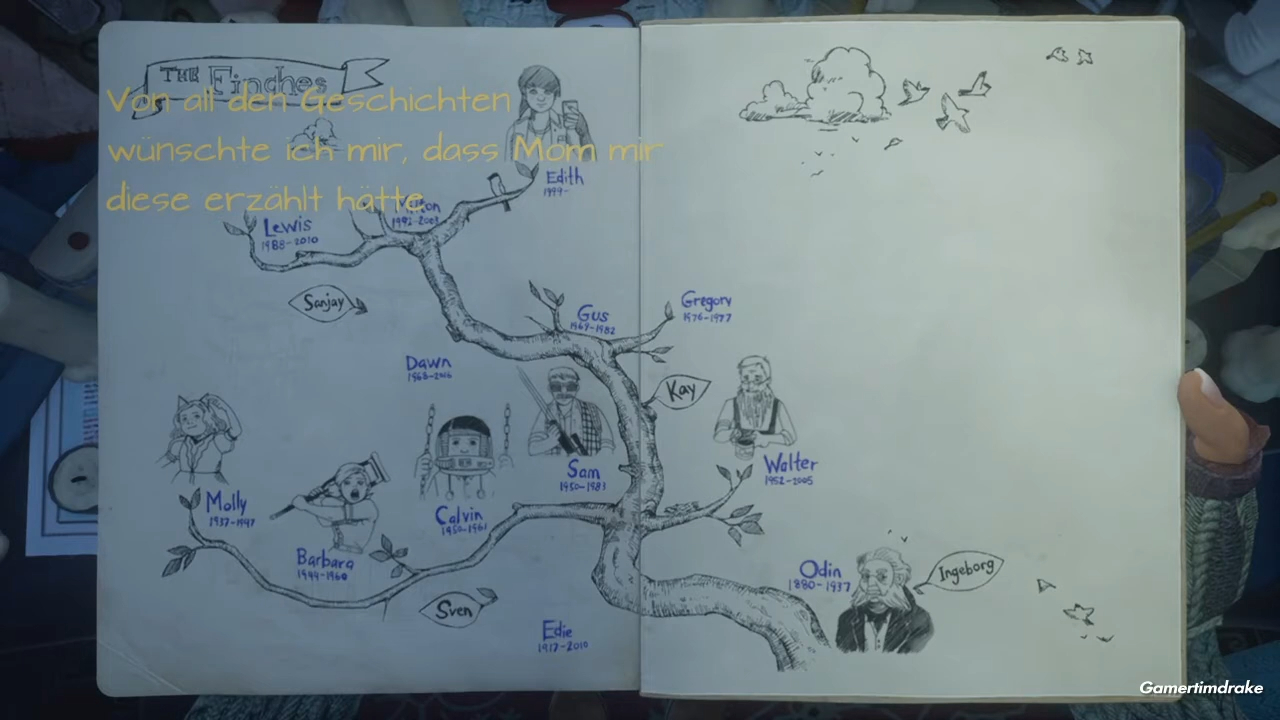 THE Finches
Von all den Geschichten
wünschte ich mir, dass Mom mir
diese erzählt hätte.
Edith
1999-
Lewis
1988-2010
Sanjay
Gus
1969-1982
Gregory
1976-1977
Dawn
1968-2016
Kay
Sam
1950-1983
Walter
1952-2005
Molly
1937-1947
Calvin
1950-1961
Barbara
1944-1960
Sven
Edie
1917-2010
Odin
1880-1937
Ingeborg
Gamertimdrake